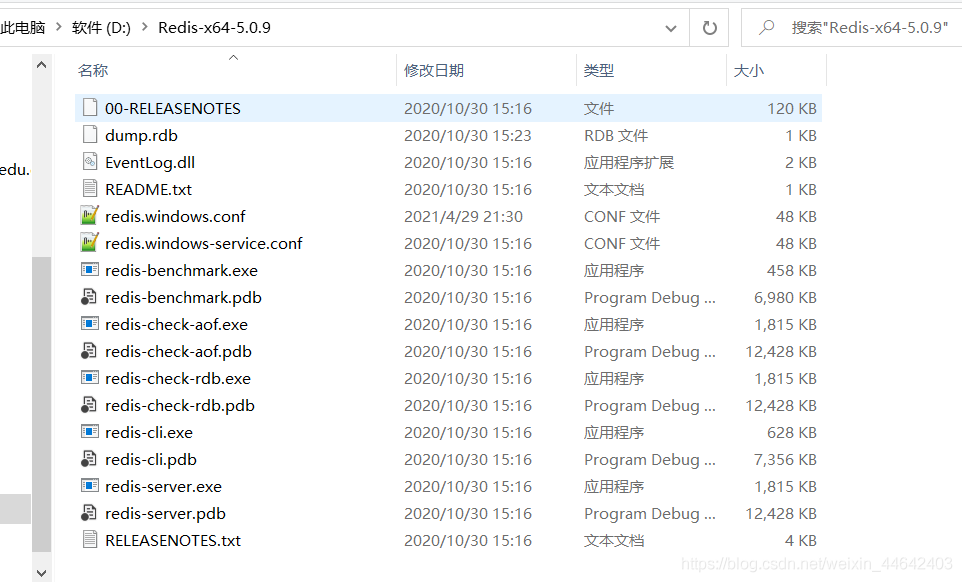 此电脑 > 软件 (D:) > Redis-x64-5.0.9 搜索"Redis-x64-5.0.9"
名称 修改日期 类型 大小
00-RELEASENOTES 2020/10/30 15:16 文件 120 KB
dump.rdb 2020/10/30 15:23 RDB 文件 1 KB
EventLog.dll 2020/10/30 15:16 应用程序扩展 2 KB
edu.
README.txt 2020/10/30 15:16 文本文档 1 KB
redis.windows.conf 2021/4/29 21:30 CONF 文件 48 KB
redis.windows-service.conf 2020/10/30 15:16 CONF 文件 48 KB
redis-benchmark.exe 2020/10/30 15:16 应用程序 458 KB
redis-benchmark.pdb 2020/10/30 15:16 Program Debug ... 6,980 KB
redis-check-aof.exe 2020/10/30 15:16 应用程序 1,815 KB
redis-check-aof.pdb 2020/10/30 15:16 Program Debug ... 12,428 KB
redis-check-rdb.exe 2020/10/30 15:16 应用程序 1,815 KB
redis-check-rdb.pdb 2020/10/30 15:16 Program Debug ... 12,428 KB
redis-cli.exe 2020/10/30 15:16 应用程序 628 KB
redis-cli.pdb 2020/10/30 15:16 Program Debug ... 7,356 KB
redis-server.exe 2020/10/30 15:16 应用程序 1,815 KB
redis-server.pdb 2020/10/30 15:16 Program Debug ... 12,428 KB
RELEASENOTES.txt 2020/10/30 15:16 文本文档 4 KB
https://blog.csdn.net/weixin_44642403